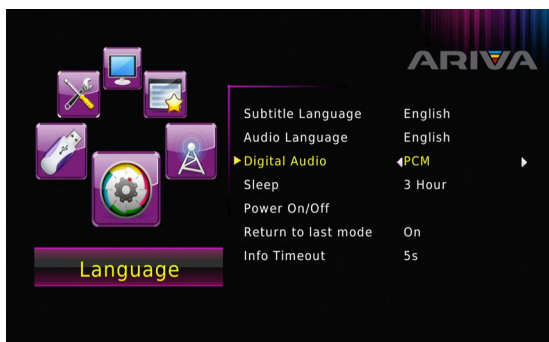 ARIVA
Subtitle Language English
Audio Language English
Digital Audio PCM
Sleep 3 Hour
Power On/Off
Return to last mode On
Info Timeout 5s
Language